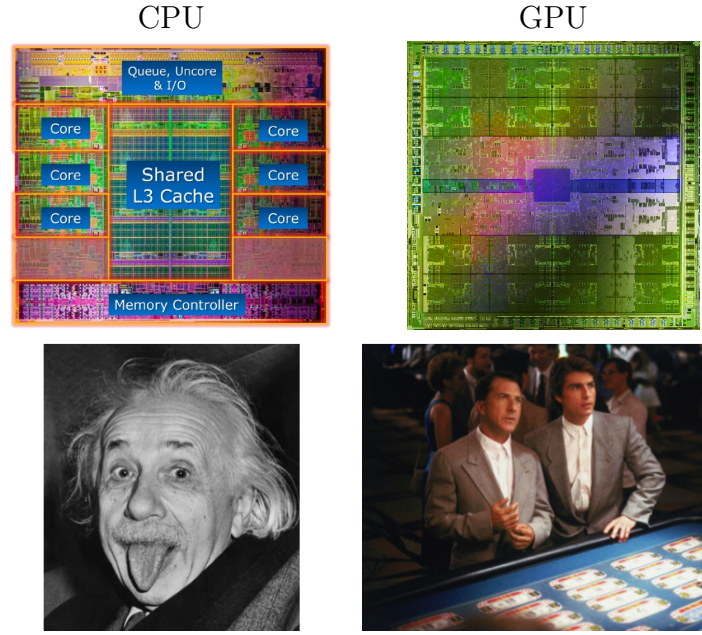 CPU
GPU
Queue, Uncore
& I/O
Core
Core
Shared
L3 Cache
Core
Core
Core
Core
Memory Controller